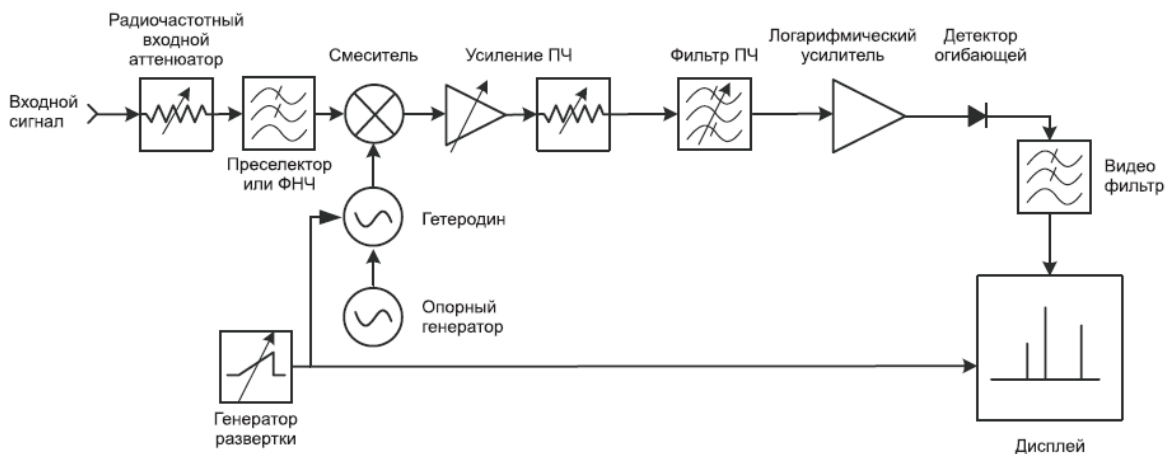 Радиочастотный
входной
аттенюатор
Смеситель
Усиление ПЧ
Фильтр ПЧ
Логарифмический
усилитель
Детектор
огибающей
Входной
сигнал
Преселектор
или ФНЧ
Видео
фильтр
Гетеродин
Опорный
генератор
Генератор
развертки
Дисплей